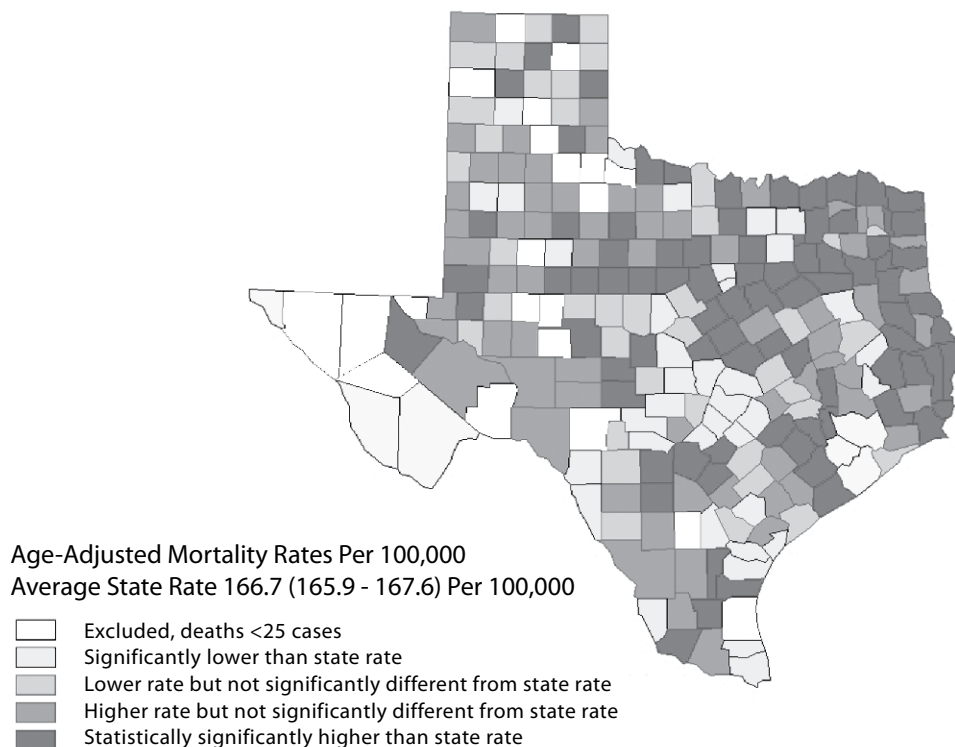 Age-Adjusted Mortality Rates Per 100,000
Average State Rate 166.7 (165.9 - 167.6) Per 100,000
Excluded, deaths <25 cases
Significantly lower than state rate
Lower rate but not significantly different from state rate
Higher rate but not significantly different from state rate
Statistically significantly higher than state rate